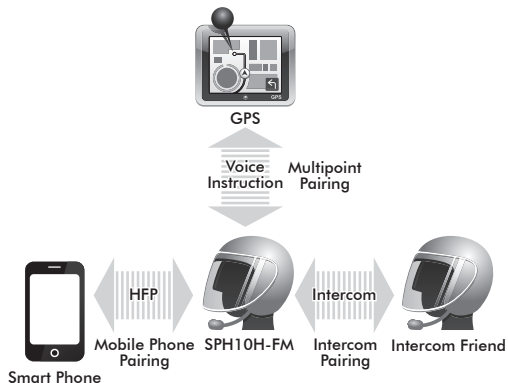 GPS
GPS
Voice
Instruction
Multipoint
Pairing
HFP
Intercom
Mobile Phone
Pairing
SPH10H-FM
Intercom
Pairing
Intercom Friend
Smart Phone